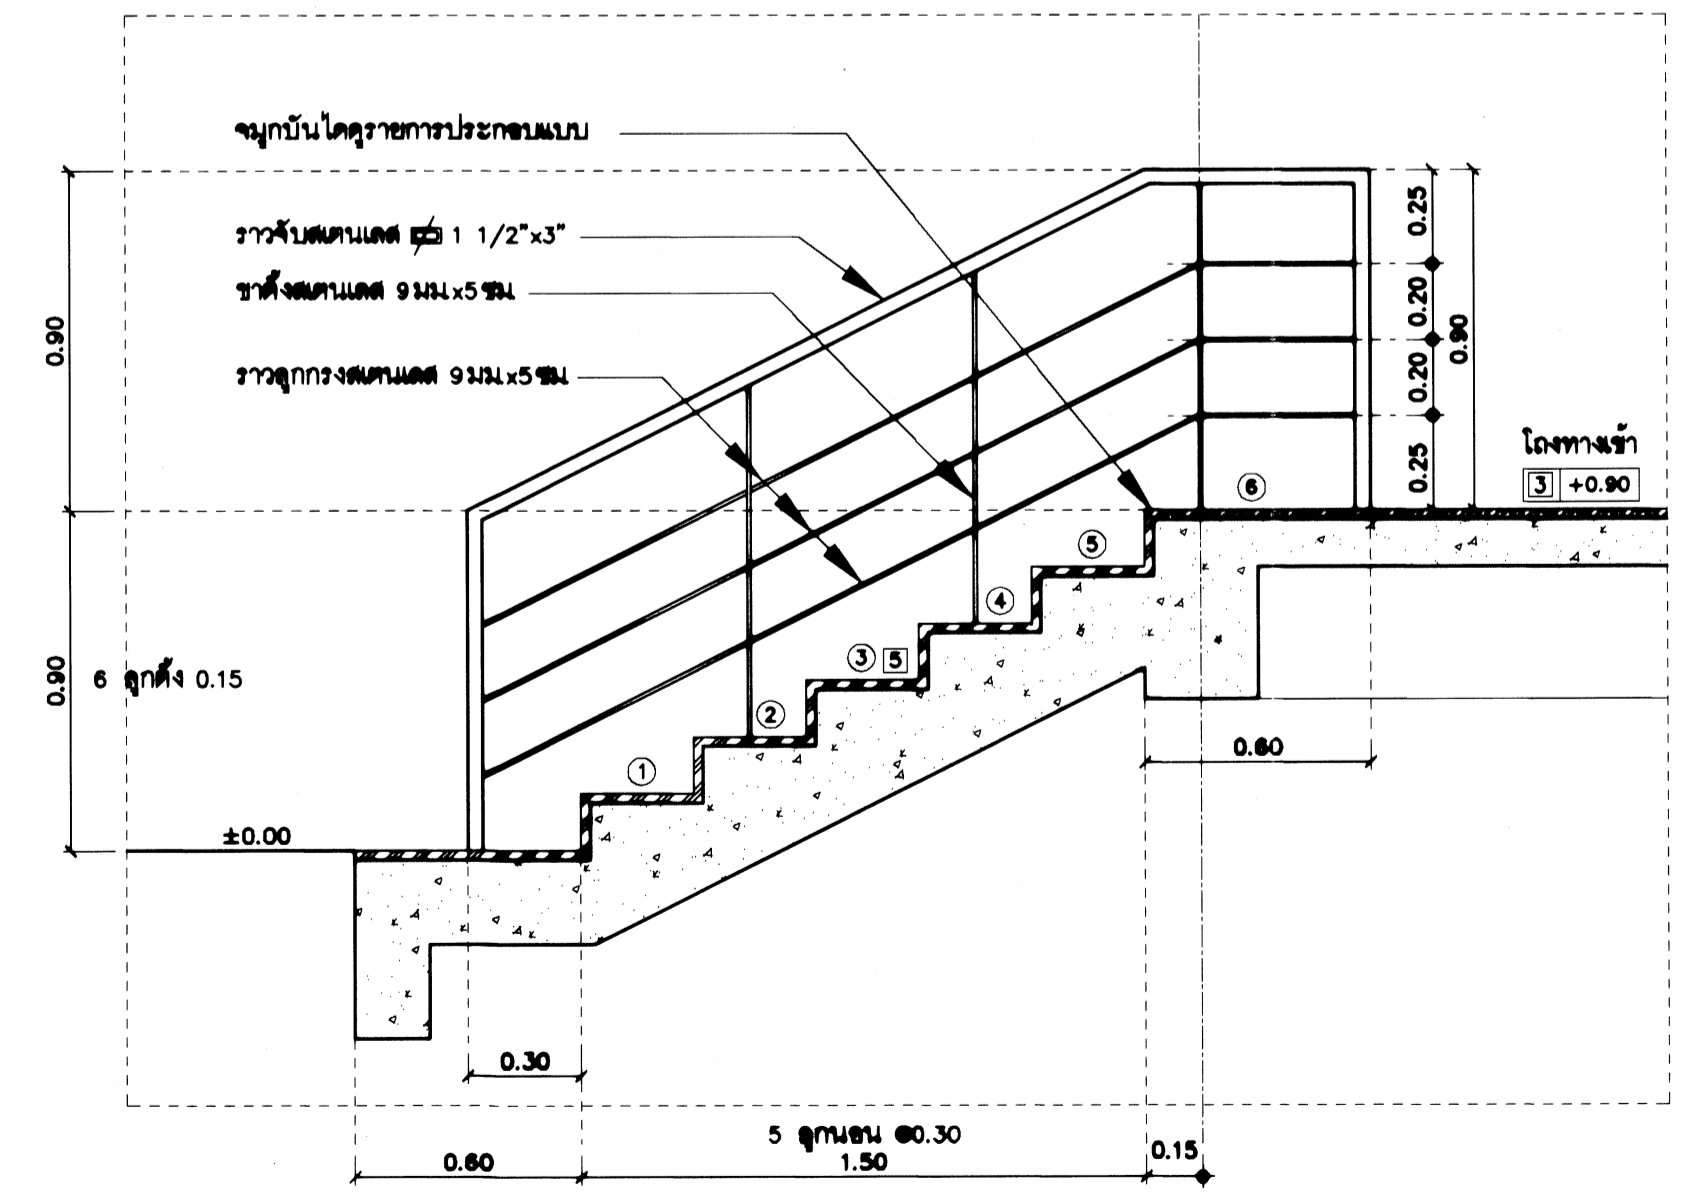 จมูกบันไดดูรายการประกอบแบบ
ราวจับสเตนเลส 1 1/2"x3"
ขาตั้งสเตนเลส 9มม.x5ซม.
ราวลูกกรงสเตนเลส 9มม.x5ซม.
0.90
0.90
6 ลูกตั้ง 0.15
±0.00
1
2
3 5
4
5
6
0.25
0.20
0.20
0.25
0.90
โถงทางเข้า
3 +0.90
0.60
0.30
5 ลูกนอน @0.30
0.60
1.50
0.15